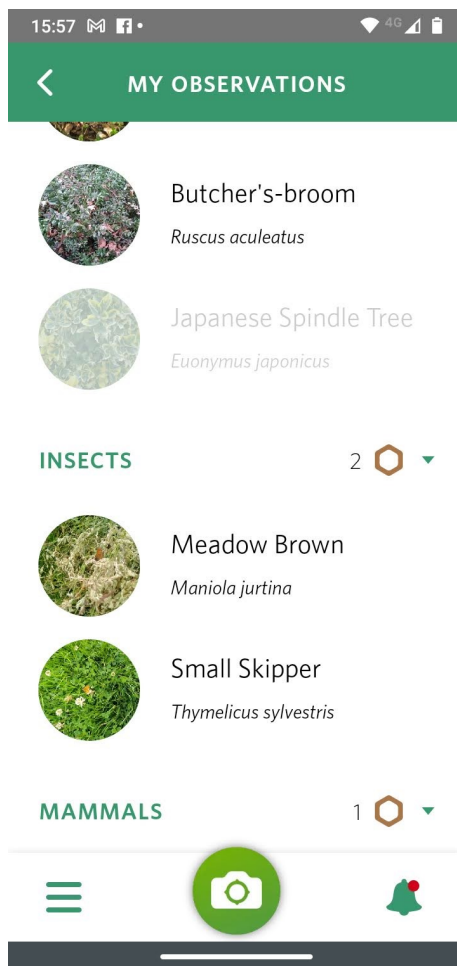 15:57
4G
MY OBSERVATIONS
Butcher's-broom
Ruscus aculeatus
Japanese Spindle Tree
Euonymus japonicus
INSECTS 2
Meadow Brown
Maniola jurtina
Small Skipper
Thymelicus sylvestris
MAMMALS 1